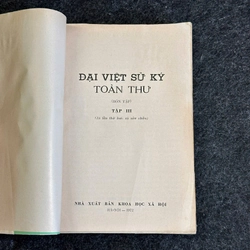 ĐẠI VIỆT SỬ KÝ
TOÀN THƯ
TẬP III
NHÀ XUẤT BẢN KHOA HỌC XÃ HỘI